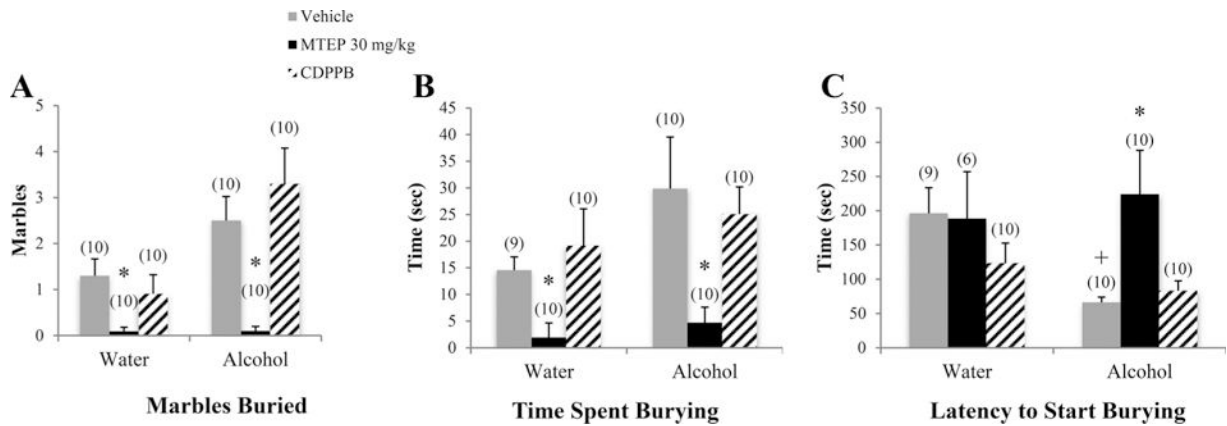 Vehicle
MTEP 30 mg/kg
CDPPB
A
5
4
3
2
1
0
Marbles
(10)
*
(10)
(10)
(10)
*
(10)
(10)
Water
Alcohol
Marbles Buried
B
45
40
35
30
25
20
15
10
5
0
Time (sec)
(9)
*
(10)
(10)
(10)
*
(10)
(10)
Water
Alcohol
Time Spent Burying
C
350
300
250
200
150
100
50
0
Time (sec)
(9)
(6)
(10)
+
(10)
*
(10)
(10)
Water
Alcohol
Latency to Start Burying